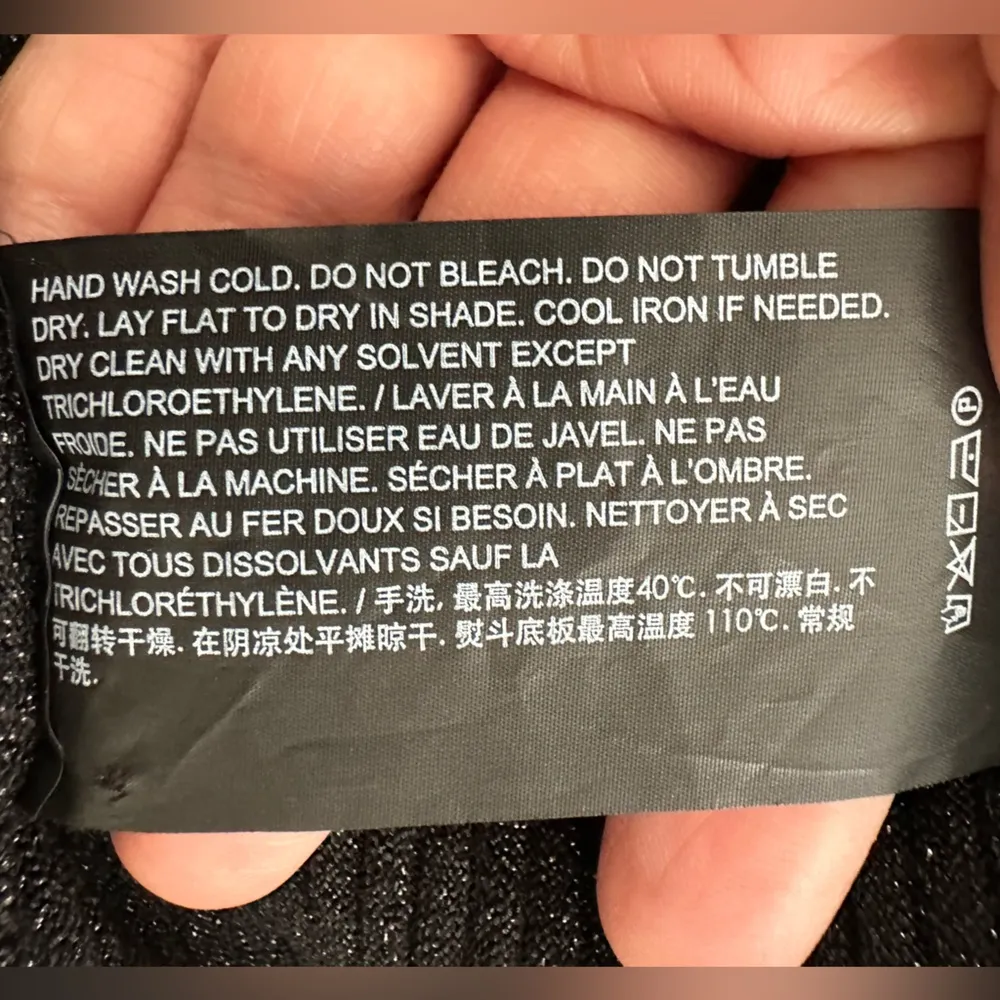 HAND WASH COLD. DO NOT BLEACH. DO NOT TUMBLE
DRY. LAY FLAT TO DRY IN SHADE. COOL IRON IF NEEDED.
DRY CLEAN WITH ANY SOLVENT EXCEPT
TRICHLOROETHYLENE. / LAVER À LA MAIN À L'EAU
FROIDE. NE PAS UTILISER EAU DE JAVEL. NE PAS
SÉCHER À LA MACHINE. SÉCHER À PLAT À L'OMBRE.
REPASSER AU FER DOUX SI BESOIN. NETTOYER À SEC
AVEC TOUS DISSOLVANTS SAUF LA
TRICHLORÉTHYLÈNE. / 手洗, 最高洗涤温度40℃. 不可漂白. 不
可翻转干燥. 在阴凉处平摊晾干. 熨斗底板最高温度 110℃. 常规
干洗.
P